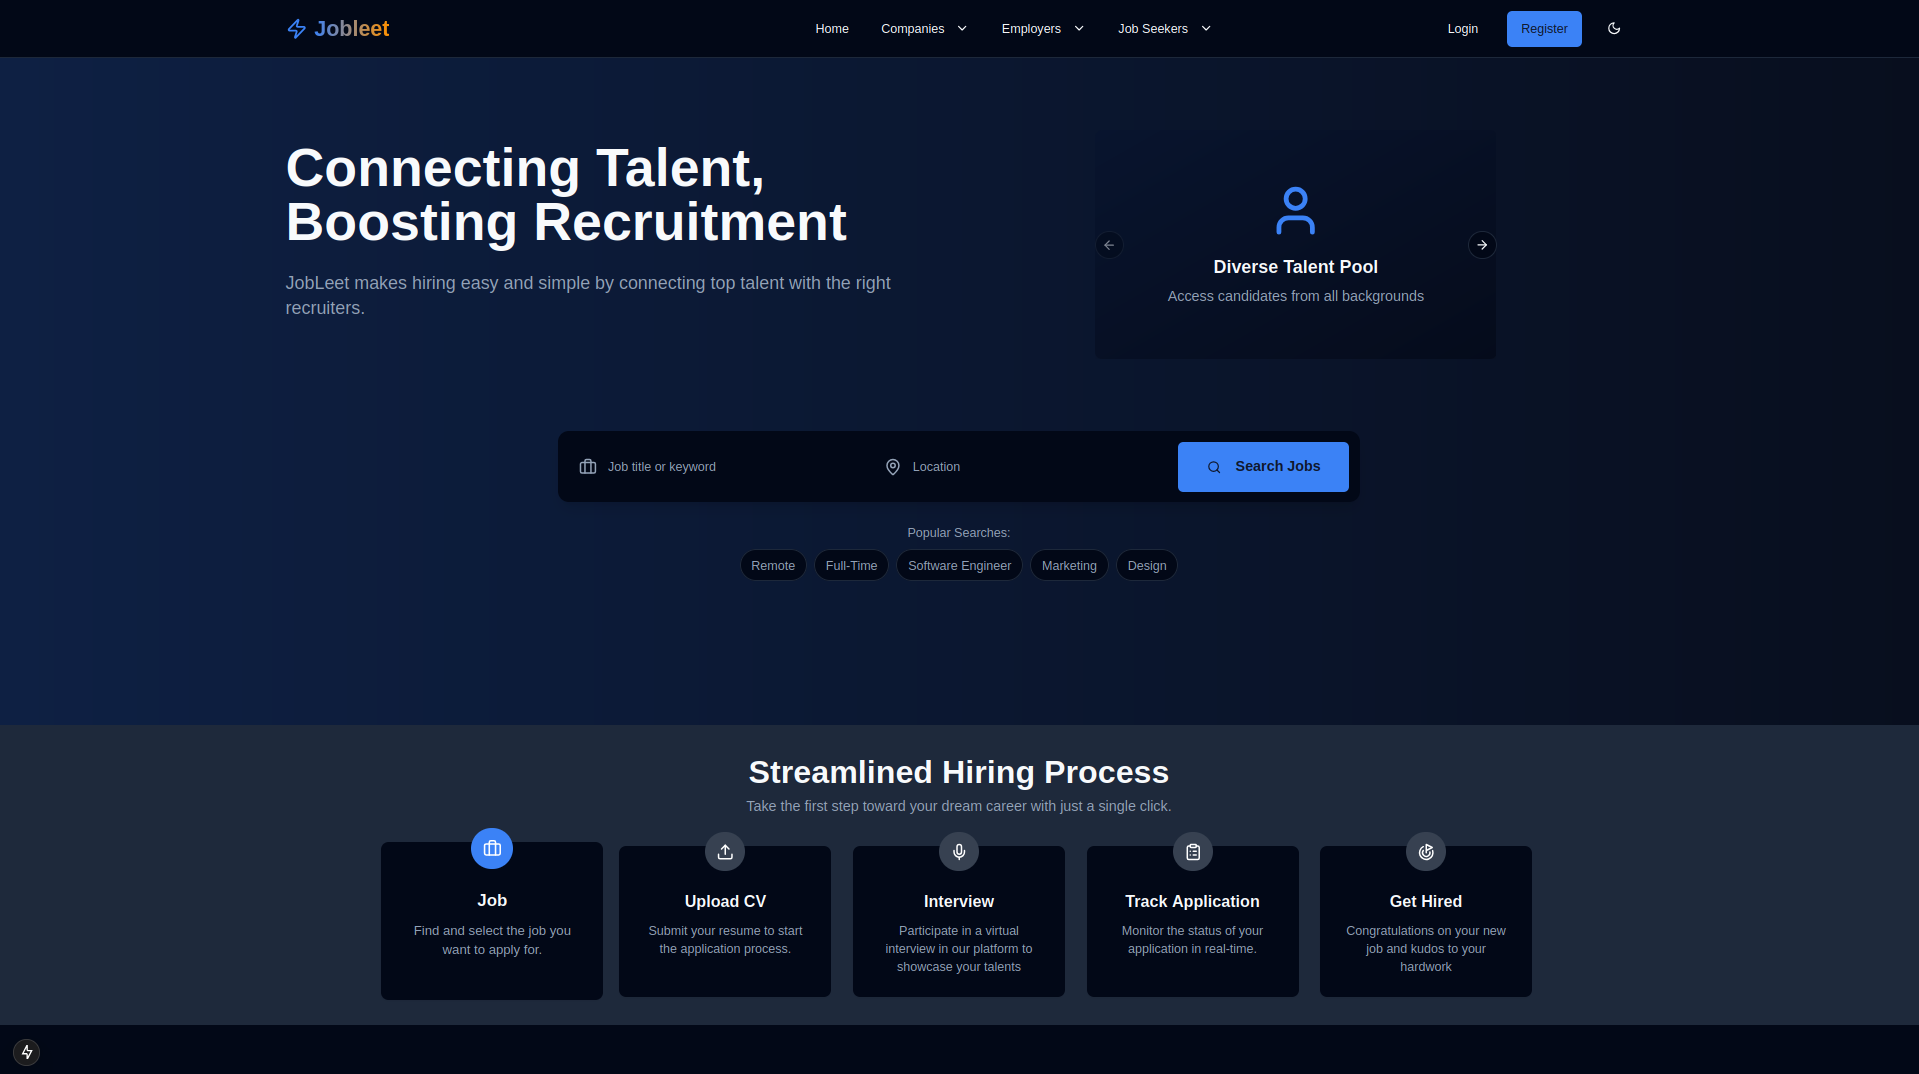 Jobleet
Home
Companies
Employers
Job Seekers
Login
Register
Connecting Talent,
Boosting Recruitment
JobLeet makes hiring easy and simple by connecting top talent with the right
recruiters.
Diverse Talent Pool
Access candidates from all backgrounds
Job title or keyword
Location
Search Jobs
Popular Searches:
Remote
Full-Time
Software Engineer
Marketing
Design
Streamlined Hiring Process
Take the first step toward your dream career with just a single click.
Job
Find and select the job you
want to apply for.
Upload CV
Submit your resume to start
the application process.
Interview
Participate in a virtual
interview in our platform to
showcase your talents
Track Application
Monitor the status of your
application in real-time.
Get Hired
Congratulations on your new
job and kudos to your
hardwork